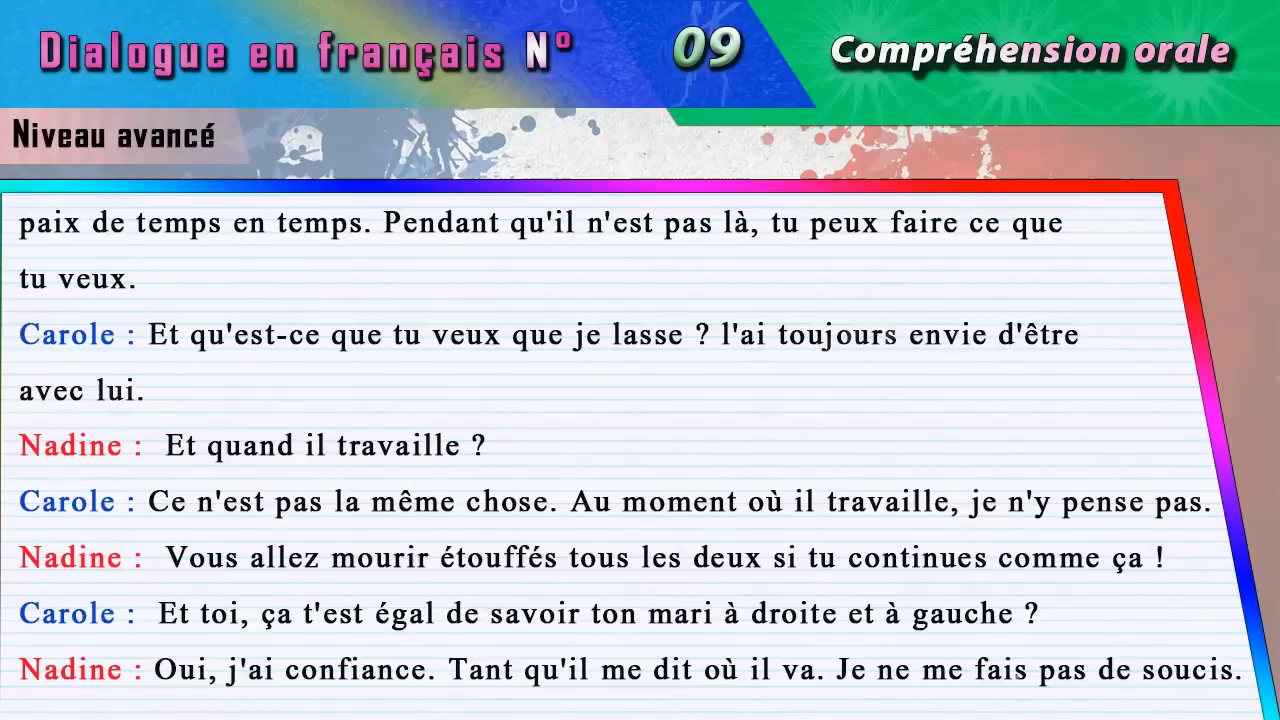 Dialogue en français N° 09 Compréhension orale
Niveau avancé
paix de temps en temps. Pendant qu'il n'est pas là, tu peux faire ce que
tu veux.
Carole : Et qu'est-ce que tu veux que je lasse ? l'ai toujours envie d'être
avec lui.
Nadine : Et quand il travaille ?
Carole : Ce n'est pas la même chose. Au moment où il travaille, je n'y pense pas.
Nadine : Vous allez mourir étouffés tous les deux si tu continues comme ça !
Carole : Et toi, ça t'est égal de savoir ton mari à droite et à gauche ?
Nadine : Oui, j'ai confiance. Tant qu'il me dit où il va. Je ne me fais pas de soucis.